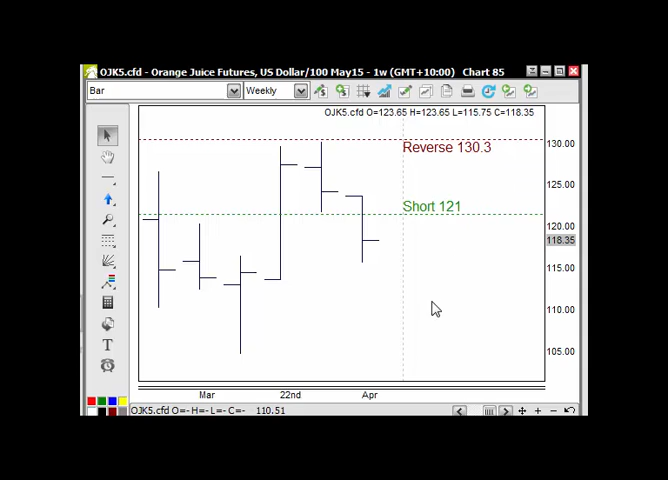 OJK5.cfd - Orange Juice Futures, US Dollar/100 May15 - 1w (GMT+10:00) Chart 85
Bar Weekly
OJK5.cfd O=123.65 H=123.65 L=115.75 C=118.35
Reverse 130.3
130.00
125.00
Short 121
120.00
118.35
115.00
110.00
105.00
Mar 22nd Apr
OJK5.cfd O=- H=- L=- C=- 110.51